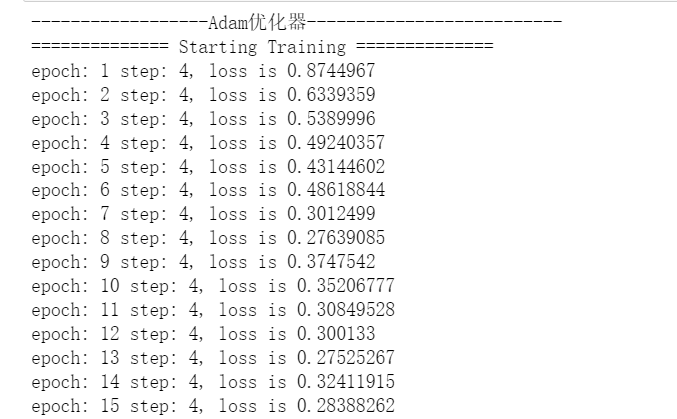 ------------------Adam优化器--------------------------
============== Starting Training ==============
epoch: 1 step: 4, loss is 0.8744967
epoch: 2 step: 4, loss is 0.6339359
epoch: 3 step: 4, loss is 0.5389996
epoch: 4 step: 4, loss is 0.49240357
epoch: 5 step: 4, loss is 0.43144602
epoch: 6 step: 4, loss is 0.48618844
epoch: 7 step: 4, loss is 0.3012499
epoch: 8 step: 4, loss is 0.27639085
epoch: 9 step: 4, loss is 0.3747542
epoch: 10 step: 4, loss is 0.35206777
epoch: 11 step: 4, loss is 0.30849528
epoch: 12 step: 4, loss is 0.300133
epoch: 13 step: 4, loss is 0.27525267
epoch: 14 step: 4, loss is 0.32411915
epoch: 15 step: 4, loss is 0.28388262